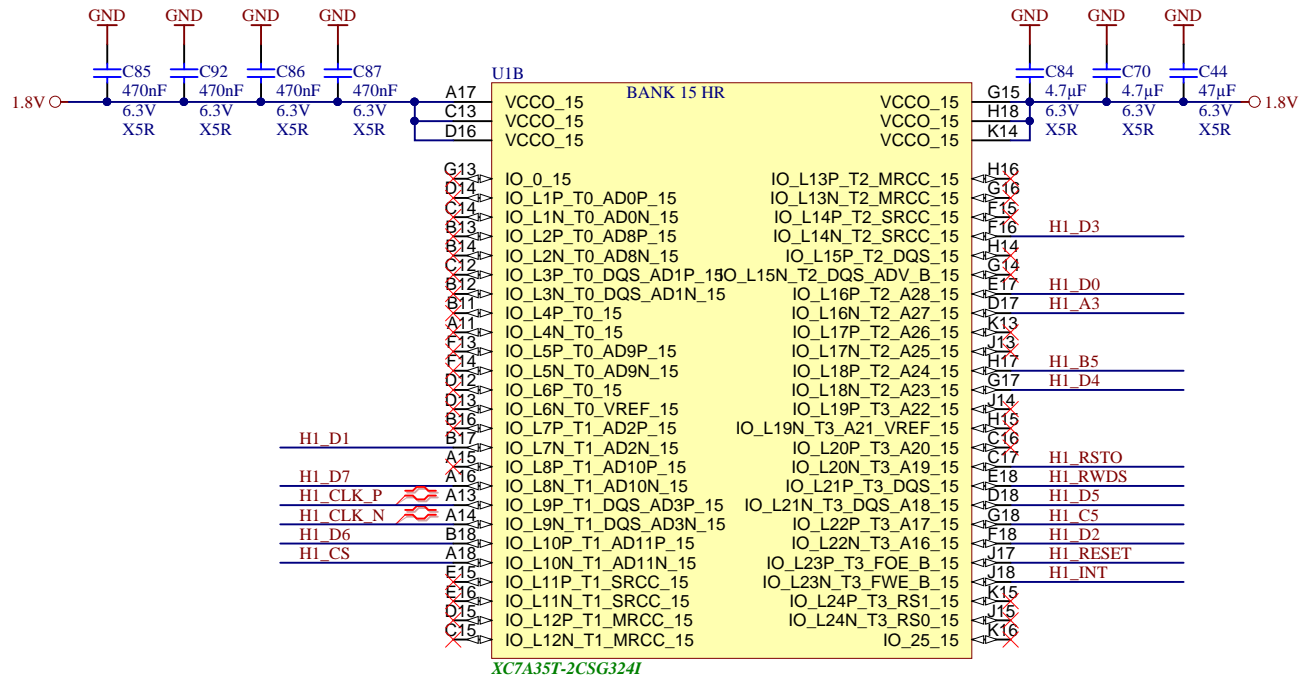 GND GND GND GND GND GND GND
C85 C92 C86 C87 C84 C70 C44
470nF 470nF 470nF 470nF 4.7µF 4.7µF 47µF
6.3V 6.3V 6.3V 6.3V 6.3V 6.3V 6.3V
X5R X5R X5R X5R X5R X5R X5R
1.8V 1.8V
U1B
BANK 15 HR
A17 VCCO_15 VCCO_15 G15
C13 VCCO_15 VCCO_15 H18
D16 VCCO_15 VCCO_15 K14
G13 IO_0_15 IO_L13P_T2_MRCC_15 H16
D14 IO_L1P_T0_AD0P_15 IO_L13N_T2_MRCC_15 G16
C14 IO_L1N_T0_AD0N_15 IO_L14P_T2_SRCC_15 F15
B13 IO_L2P_T0_AD8P_15 IO_L14N_T2_SRCC_15 F16 H1_D3
B14 IO_L2N_T0_AD8N_15 IO_L15P_T2_DQS_15 H14
C12 IO_L3P_T0_DQS_AD1P_15 IO_L15N_T2_DQS_ADV_B_15 G14
B12 IO_L3N_T0_DQS_AD1N_15 IO_L16P_T2_A28_15 E17 H1_D0
B11 IO_L4P_T0_15 IO_L16N_T2_A27_15 D17 H1_A3
A11 IO_L4N_T0_15 IO_L17P_T2_A26_15 K13
F13 IO_L5P_T0_AD9P_15 IO_L17N_T2_A25_15 J13
F14 IO_L5N_T0_AD9N_15 IO_L18P_T2_A24_15 H17 H1_B5
D12 IO_L6P_T0_15 IO_L18N_T2_A23_15 G17 H1_D4
D13 IO_L6N_T0_VREF_15 IO_L19P_T3_A22_15 J14
B16 IO_L7P_T1_AD2P_15 IO_L19N_T3_A21_VREF_15 H15
H1_D1 B17 IO_L7N_T1_AD2N_15 IO_L20P_T3_A20_15 C16
A15 IO_L8P_T1_AD10P_15 IO_L20N_T3_A19_15 C17 H1_RSTO
H1_D7 A16 IO_L8N_T1_AD10N_15 IO_L21P_T3_DQS_15 E18 H1_RWDS
H1_CLK_P A13 IO_L9P_T1_DQS_AD3P_15 IO_L21N_T3_DQS_A18_15 D18 H1_D5
H1_CLK_N A14 IO_L9N_T1_DQS_AD3N_15 IO_L22P_T3_A17_15 G18 H1_C5
H1_D6 B18 IO_L10P_T1_AD11P_15 IO_L22N_T3_A16_15 F18 H1_D2
H1_CS A18 IO_L10N_T1_AD11N_15 IO_L23P_T3_FOE_B_15 J17 H1_RESET
E15 IO_L11P_T1_SRCC_15 IO_L23N_T3_FWE_B_15 J18 H1_INT
E16 IO_L11N_T1_SRCC_15 IO_L24P_T3_RS1_15 K15
D15 IO_L12P_T1_MRCC_15 IO_L24N_T3_RS0_15 J15
C15 IO_L12N_T1_MRCC_15 IO_25_15 K16
XC7A35T-2CSG324I